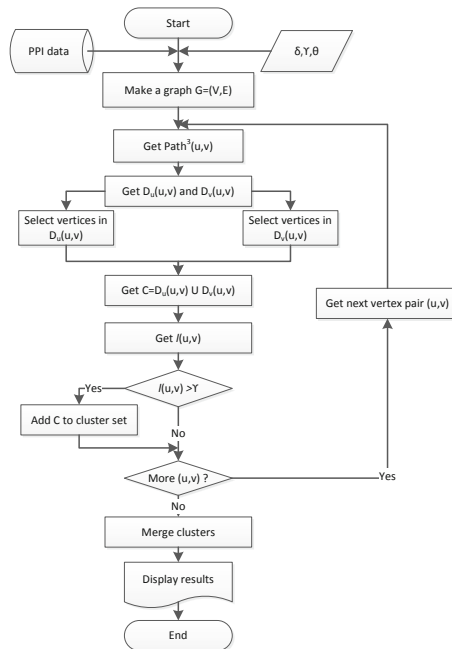 Start
PPI data
δ,ϒ,θ
Make a graph G=(V,E)
Get Path³(u,v)
Get Dᵤ(u,v) and Dᵥ(u,v)
Select vertices in
Dᵤ(u,v)
Select vertices in
Dᵥ(u,v)
Get C=Dᵤ(u,v) U Dᵥ(u,v)
Get next vertex pair (u,v)
Get l(u,v)
Yes
l(u,v) >ϒ
Add C to cluster set
No
More (u,v) ?
Yes
No
Merge clusters
Display results
End